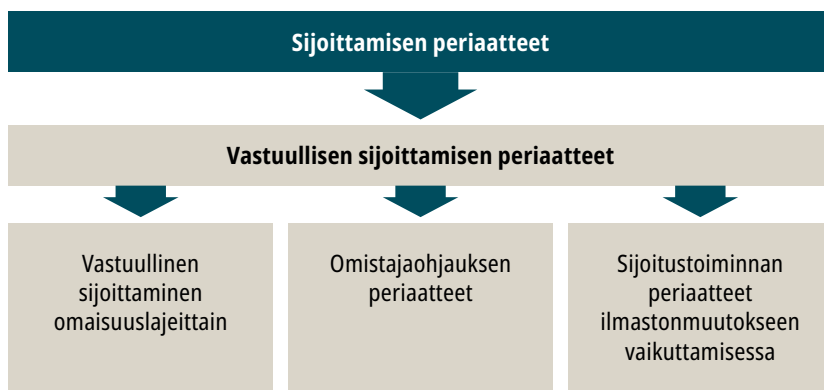 Sijoittamisen periaatteet
Vastuullisen sijoittamisen periaatteet
Vastuullinen
sijoittaminen
omaisuuslajeittain
Omistajaohjauksen
periaatteet
Sijoitustoiminnan
periaatteet
ilmastonmuutokseen
vaikuttamisessa